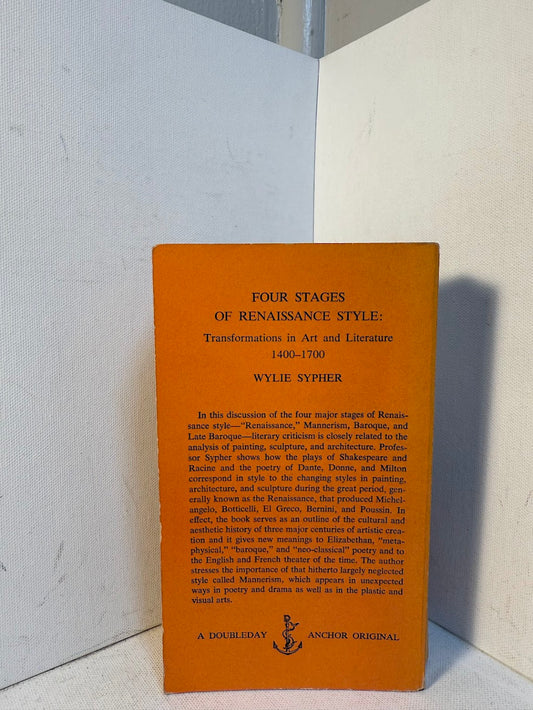 FOUR STAGES
OF RENAISSANCE STYLE:
Transformations in Art and Literature
1400–1700
WYLIE SYPHER
In this discussion of the four major stages of Renais-
sance style—“Renaissance,” Mannerism, Baroque, and
Late Baroque—literary criticism is closely related to the
analysis of painting, sculpture, and architecture. Profes-
sor Sypher shows how the plays of Shakespeare and
Racine and the poetry of Dante, Donne, and Milton
correspond in style to the changing styles in painting,
architecture, and sculpture during the great period, gen-
erally known as the Renaissance, that produced Michel-
angelo, Botticelli, El Greco, Bernini, and Poussin. In
effect, the book serves as an outline of the cultural and
aesthetic history of three major centuries of artistic crea-
tion and it gives new meanings to Elizabethan, “meta-
physical,” “baroque,” and “neo-classical” poetry and to
the English and French theater of the time. The author
stresses the importance of that hitherto largely neglected
style called Mannerism, which appears in unexpected
ways in poetry and drama as well as in the plastic and
visual arts.
A DOUBLEDAY ANCHOR ORIGINAL